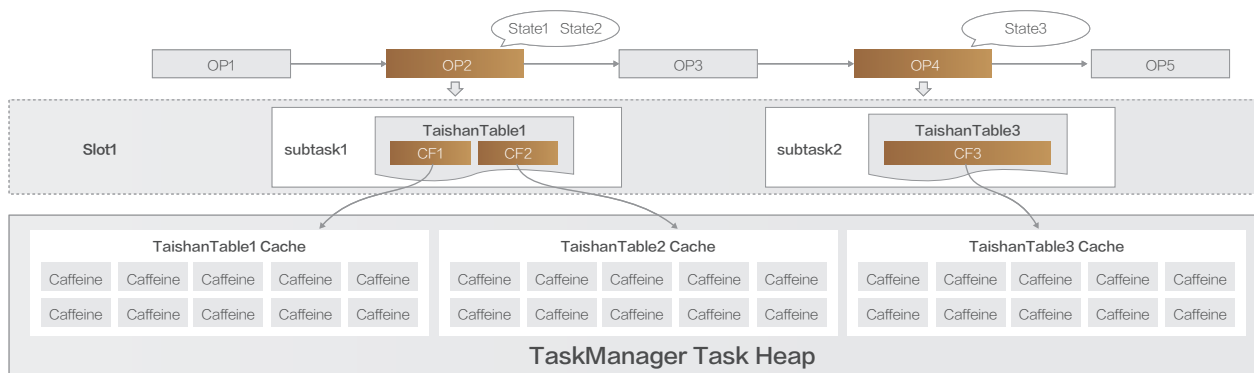 State1 State2
State3
OP1
OP2
OP3
OP4
OP5
Slot1
subtask1
TaishanTable1
CF1
CF2
subtask2
TaishanTable3
CF3
TaishanTable1 Cache
Caffeine Caffeine Caffeine Caffeine Caffeine
Caffeine Caffeine Caffeine Caffeine Caffeine
TaishanTable2 Cache
Caffeine Caffeine Caffeine Caffeine Caffeine
Caffeine Caffeine Caffeine Caffeine Caffeine
TaishanTable3 Cache
Caffeine Caffeine Caffeine Caffeine Caffeine
Caffeine Caffeine Caffeine Caffeine Caffeine
TaskManager Task Heap